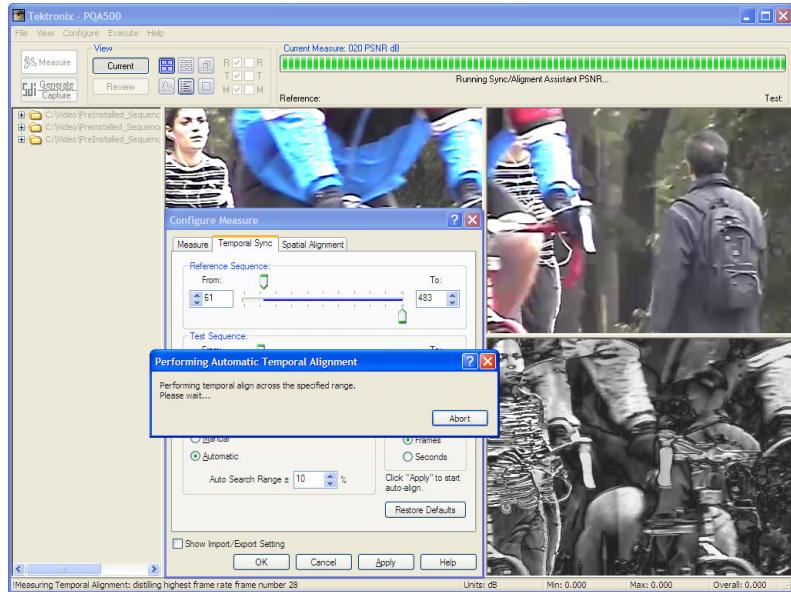 Tektronix - PQA500
File View Configure Execute Help
Measure
Sdi Generate Capture
View
Current
Review
R R
T T
M M
Current Measure: 020 PSNR dB
Running Sync/Aligment Assistant PSNR...
Reference:
Test:
C:\Video\PreInstalled_Sequenc
C:\Video\PreInstalled_Sequenc
C:\Video\PreInstalled_Sequenc
Configure Measure
Measure Temporal Sync Spatial Alignment
Reference Sequence:
From: To:
61 483
Test Sequence:
From: To:
Performing Automatic Temporal Alignment
Performing temporal align across the specified range.
Please wait...
Abort
Manual Frames
Automatic Seconds
Auto Search Range ± 10 %
Click "Apply" to start
auto-align.
Restore Defaults
Show Import/Export Setting
OK Cancel Apply Help
!Measuring Temporal Alignment: distilling highest frame rate frame number 28
Units: dB Min: 0.000 Max: 0.000 Overall: 0.000